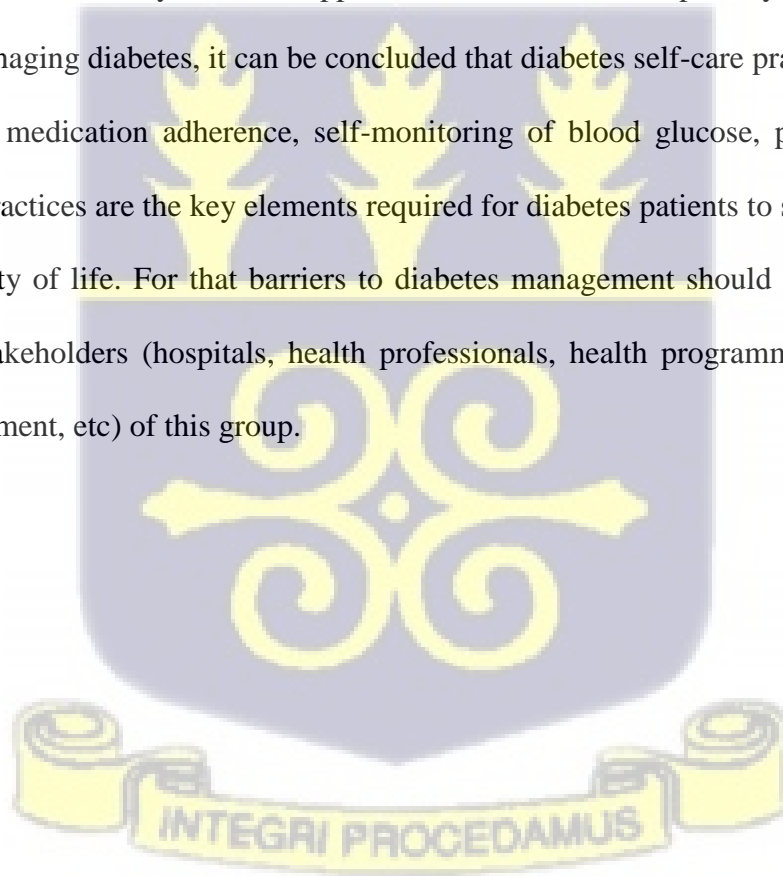 naging diabetes, it can be concluded that diabetes self-care pra
medication adherence, self-monitoring of blood glucose, p
ractices are the key elements required for diabetes patients to s
ty of life. For that barriers to diabetes management should
akeholders (hospitals, health professionals, health programn
ment, etc) of this group.
INTEGRI PROCEDAMUS